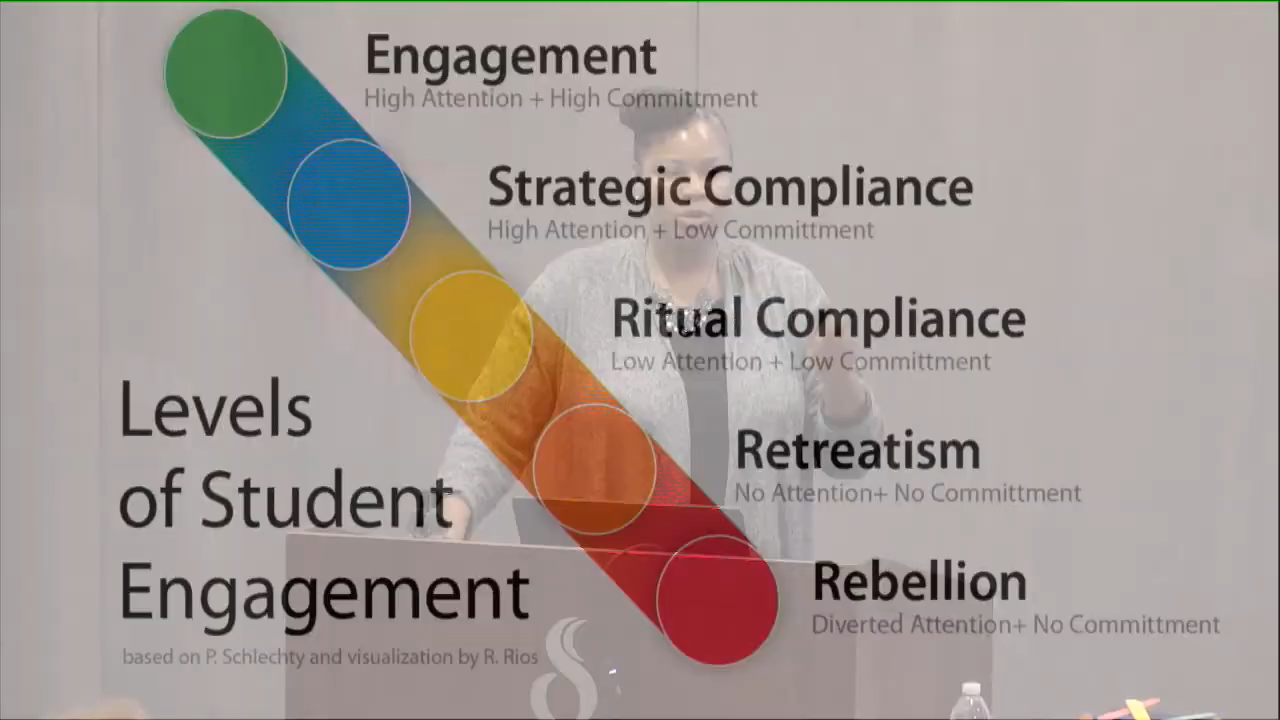 Engagement
High Attention + High Committment
Strategic Compliance
High Attention + Low Committment
Ritual Compliance
Low Attention + Low Committment
Retreatism
No Attention+ No Committment
Rebellion
Diverted Attention+ No Committment
Levels
of Student
Engagement
based on P. Schlechty and visualization by R. Rios